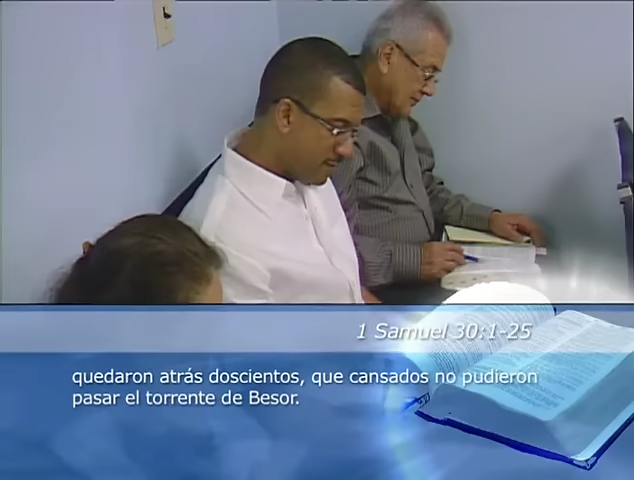 1 Samuel 30:1-25
quedaron atrás doscientos, que cansados no pudieron
pasar el torrente de Besor.